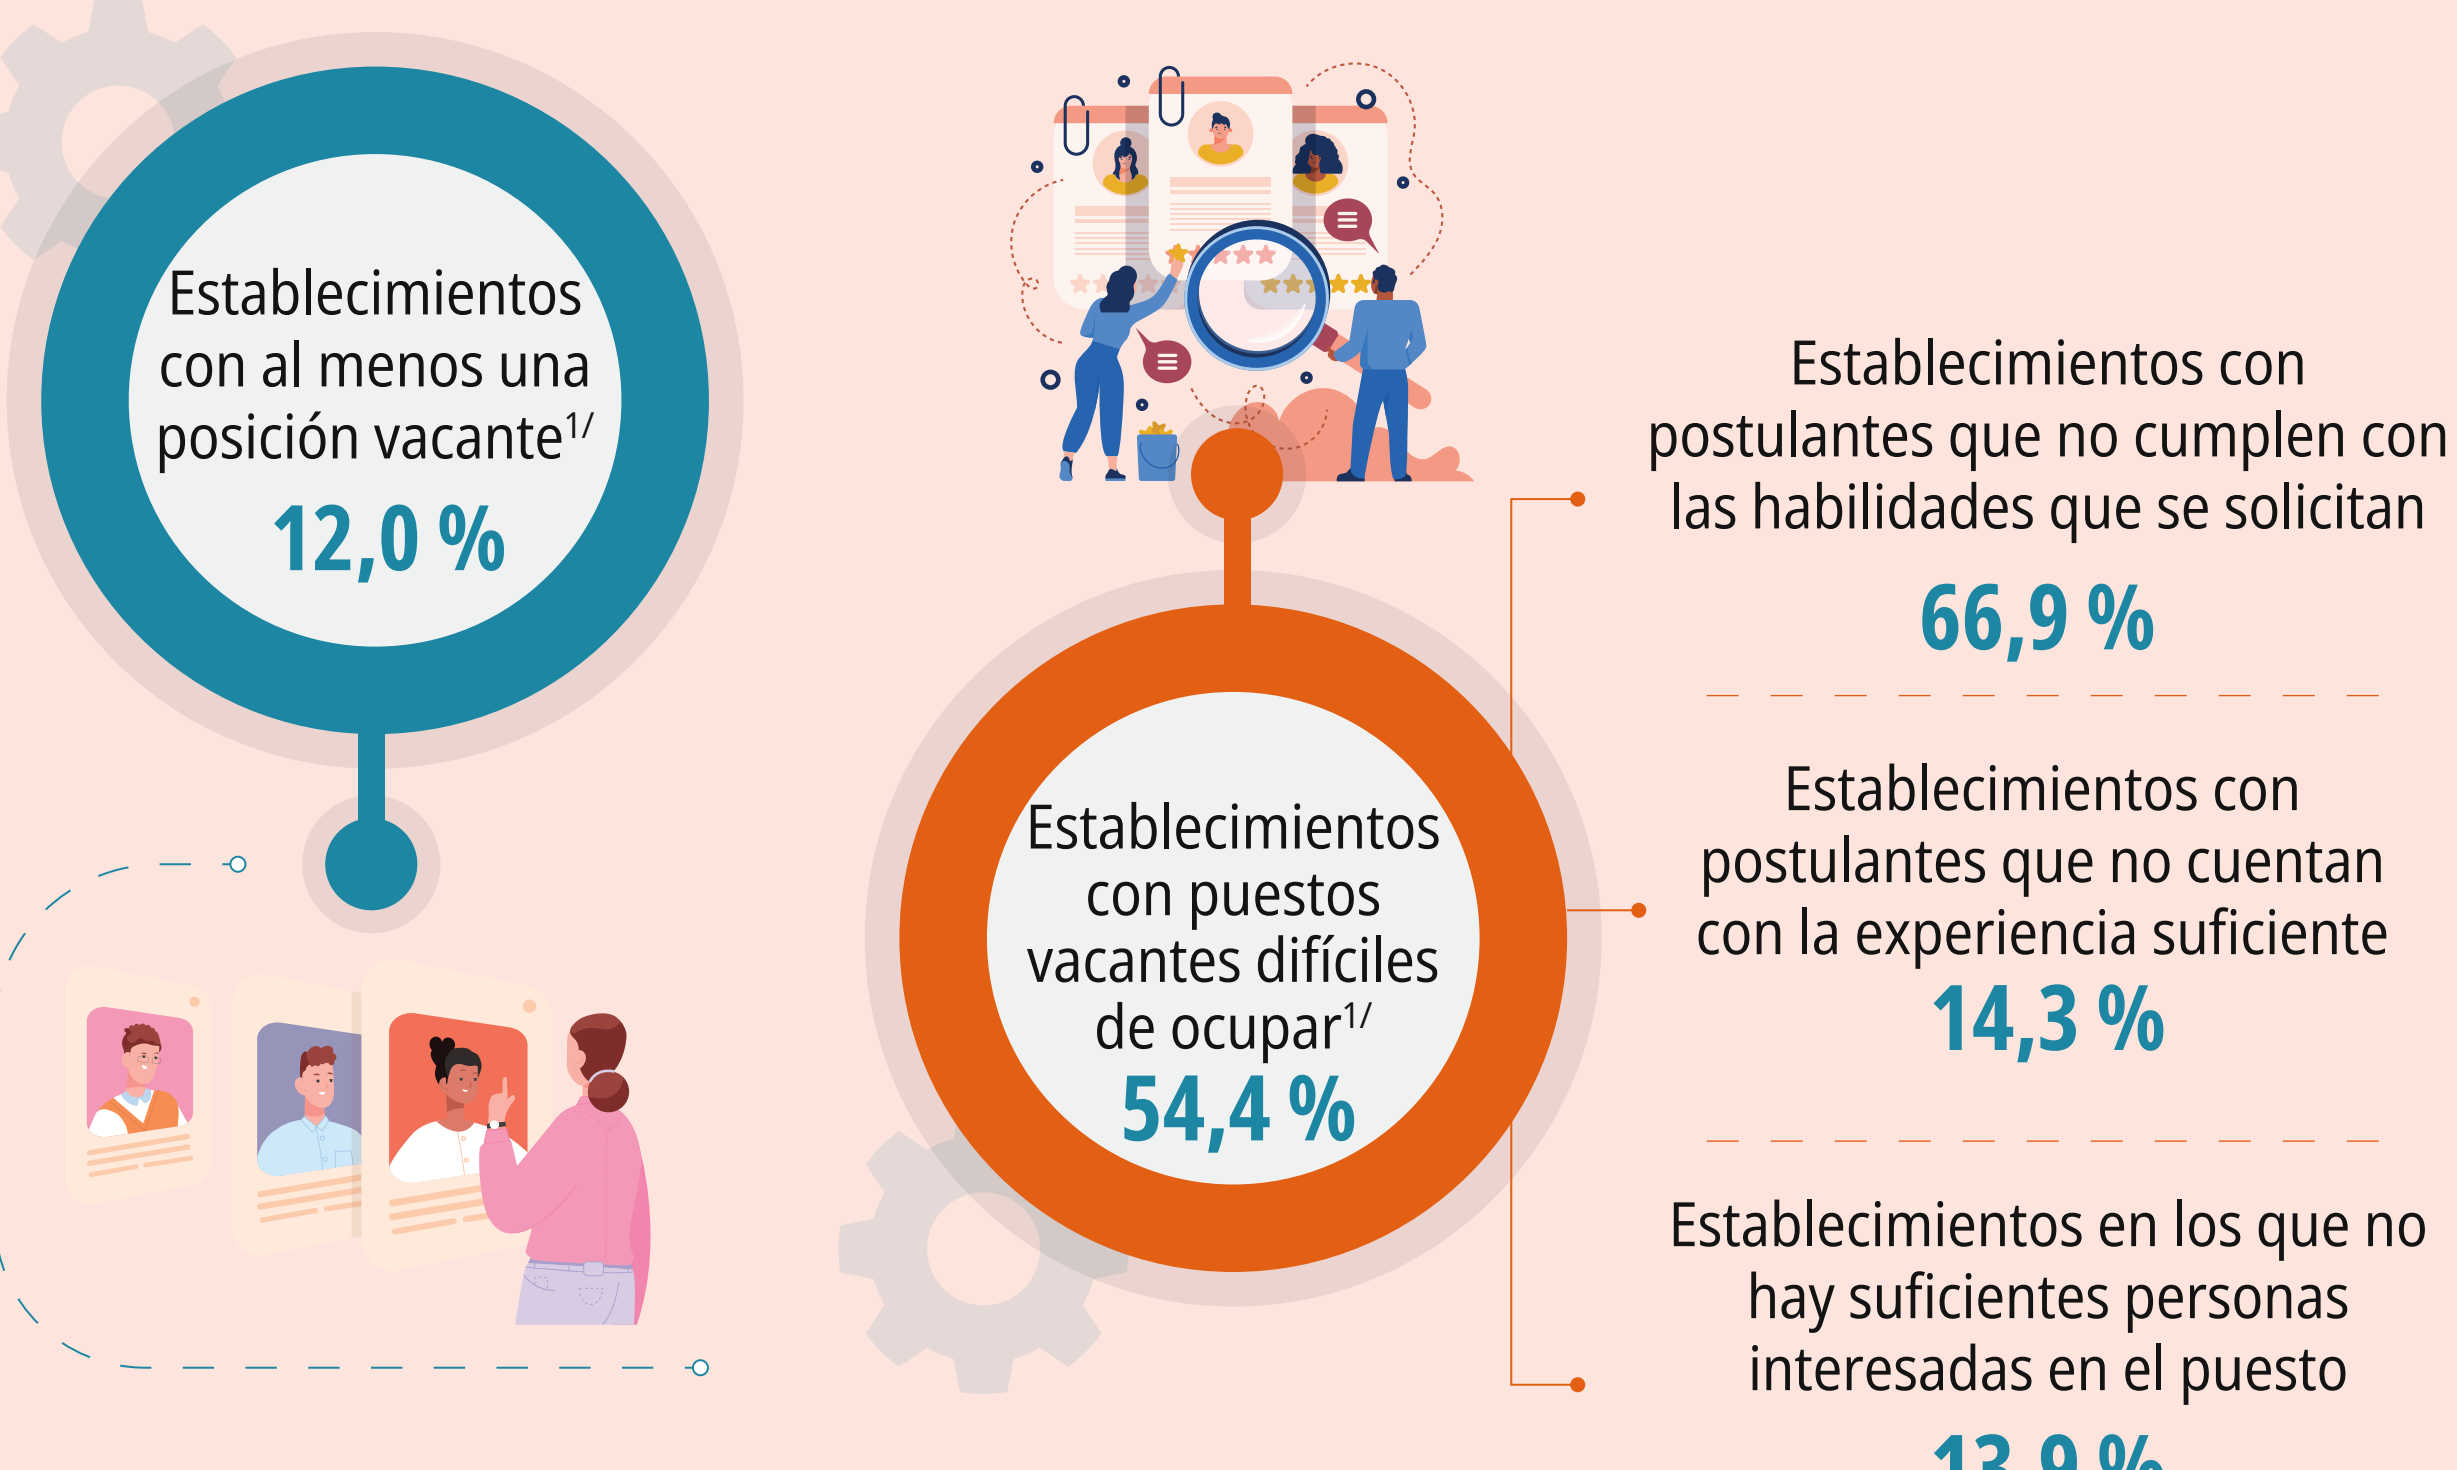 Establecimientos
con al menos una
posición vacante1/
12,0 %
Establecimientos
con puestos
vacantes difíciles
de ocupar1/
54,4 %
Establecimientos con
postulantes que no cumplen con
las habilidades que se solicitan
66,9 %
Establecimientos con
postulantes que no cuentan
con la experiencia suficiente
14,3 %
Establecimientos en los que no
hay suficientes personas
interesadas en el puesto
13,9 %